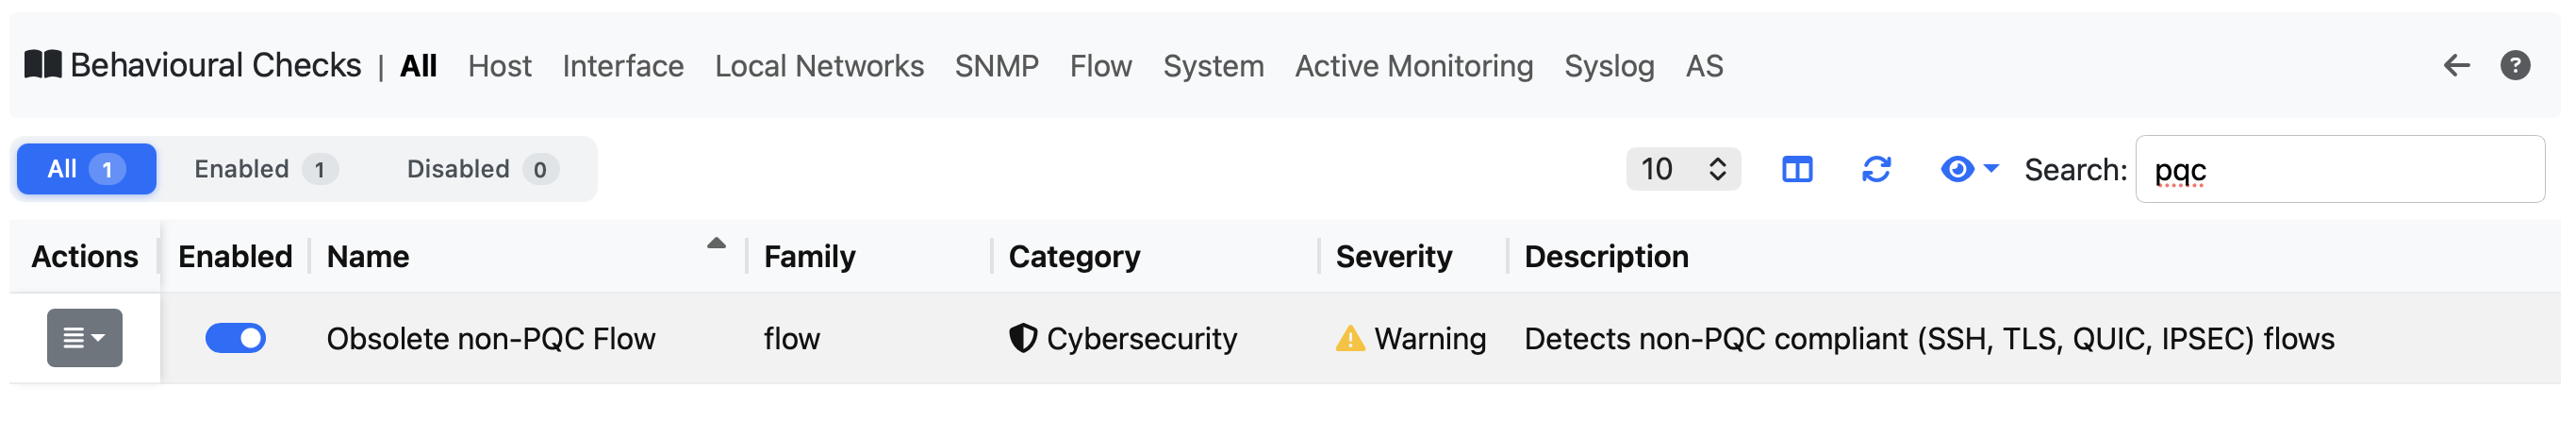 Behavioural Checks | All Host Interface Local Networks SNMP Flow System Active Monitoring Syslog AS ?
All 1 Enabled 1 Disabled 0 10 Search: pqc
Actions Enabled Name Family Category Severity Description
Obsolete non-PQC Flow flow Cybersecurity Warning Detects non-PQC compliant (SSH, TLS, QUIC, IPSEC) flows